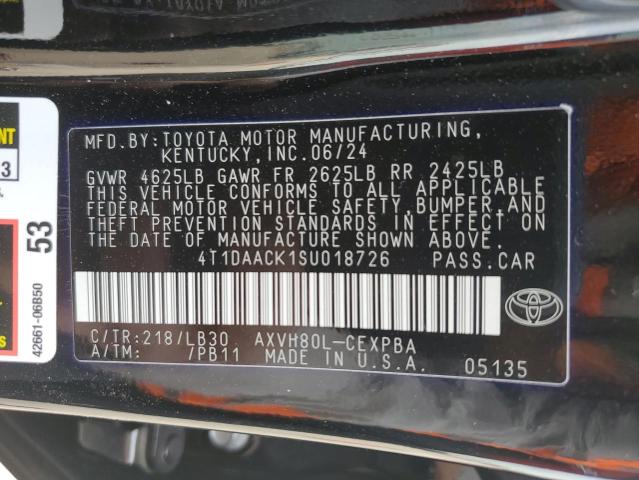 MFD.BY:TOYOTA MOTOR MANUFACTURING,
KENTUCKY,INC.06/24
GVWR 4625LB GAWR FR 2625LB RR 2425LB
THIS VEHICLE CONFORMS TO ALL APPLICABLE
FEDERAL MOTOR VEHICLE SAFETY, BUMPER,AND
THEFT PREVENTION STANDARDS IN EFFECT ON
THE DATE OF MANUFACTURE SHOWN ABOVE.
4T1DAACK1SU018726 PASS.CAR
C/TR:218/LB30 AXVH80L-CEXPBA
A/TM: /PB11 MADE IN U.S.A. 05135
53
42661-06B50